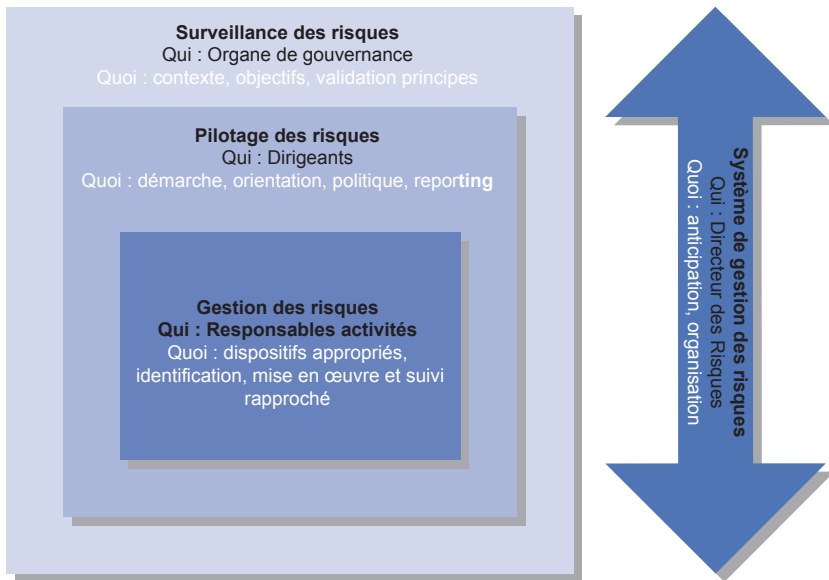 Surveillance des risques
Qui : Organe de gouvernance
Quoi : contexte, objectifs, validation principes
Pilotage des risques
Qui : Dirigeants
Quoi : démarche, orientation, politique, reporting
Gestion des risques
Qui : Responsables activités
Quoi : dispositifs appropriés,
identification, mise en œuvre et suivi
rapproché
Système de gestion des risques
Qui : Directeur des Risques
Quoi : anticipation, organisation